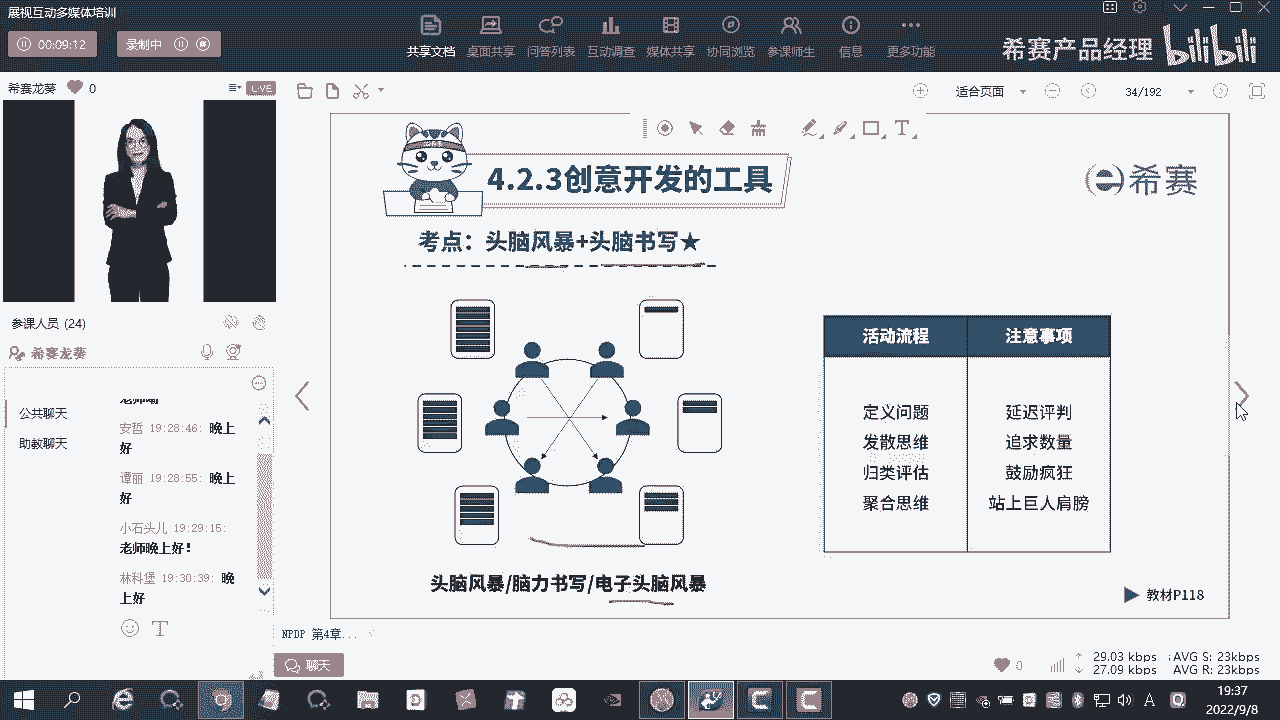 展视互动多媒体培训
00:09:12
录制中
共享文档
桌面共享
问答列表
互动调查
媒体共享
协同浏览
参课师生
信息
更多功能
希赛产品经理 bilibili
希赛龙葵 0
LIVE
适合页面
34/192
参课人员 (24)
希赛龙葵
公共聊天
助教聊天
安哲 19:28:46: 晚上好
谭丽 19:28:55: 晚上好
小石头儿 19:29:15:
老师晚上好!
林科堡 19:30:39: 晚上好
4.2.3创意开发的工具
希赛
考点：头脑风暴+头脑书写★
活动流程 注意事项
定义问题 延迟评判
发散思维 追求数量
归类评估 鼓励疯狂
聚合思维 站上巨人肩膀
头脑风暴/脑力书写/电子头脑风暴
教材P118
NPDP 第4章...
聊天
0
29.03 kbps
AVG S: 23kbps
27.09 kbps
AVG R: 23kbps
19:37
2022/9/8